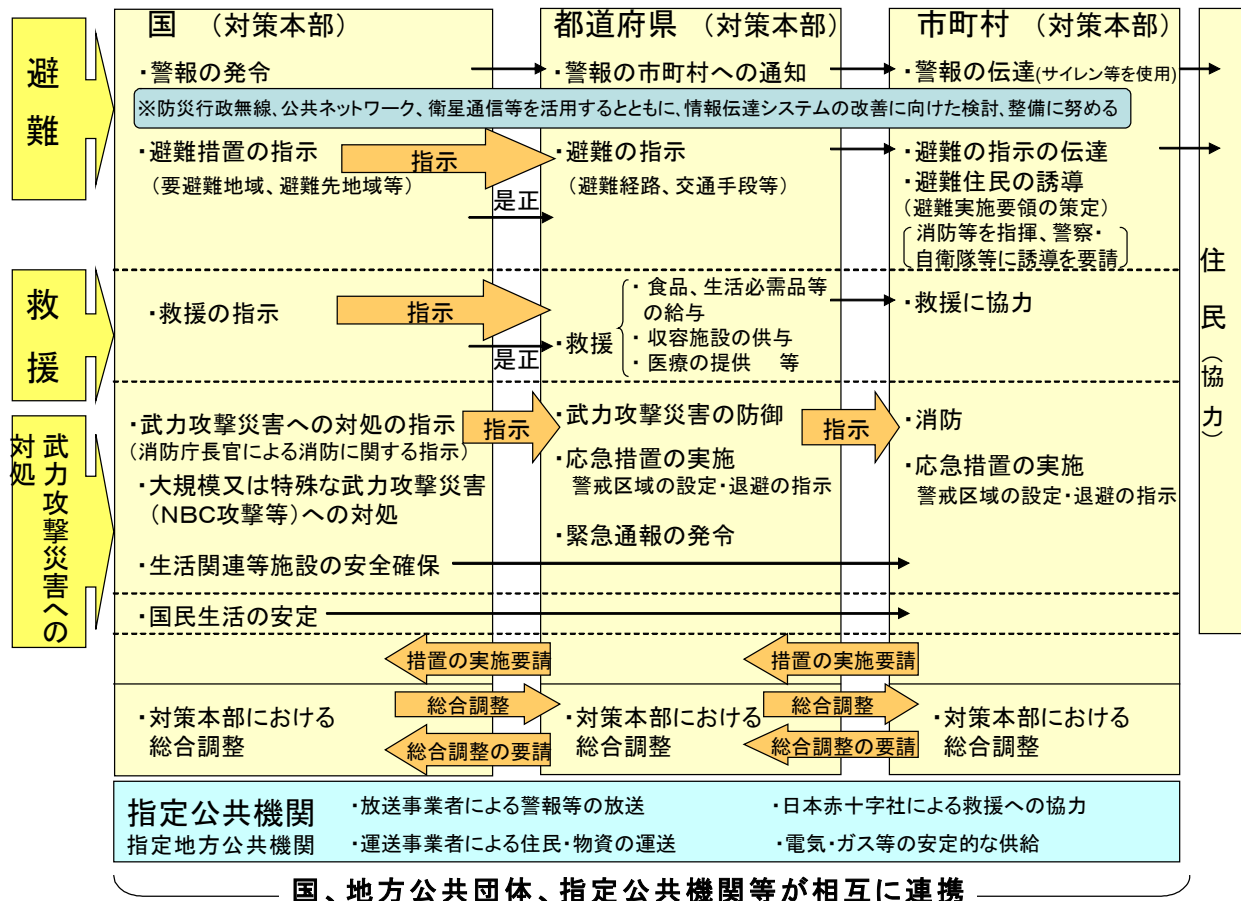 国 (対策本部)
都道府県 (対策本部)
市町村 (対策本部)
避難
・警報の発令
・警報の市町村への通知
・警報の伝達(サイレン等を使用)
※防災行政無線、公共ネットワーク、衛星通信等を活用するとともに、情報伝達システムの改善に向けた検討、整備に努める
・避難措置の指示
(要避難地域、避難先地域等)
指示
是正
・避難の指示
(避難経路、交通手段等)
・避難の指示の伝達
・避難住民の誘導
(避難実施要領の策定)
消防等を指揮、警察・
自衛隊等に誘導を要請
救援
・救援の指示
指示
是正
・救援
・ 食品、生活必需品等
の給与
・ 収容施設の供与
・ 医療の提供 等
・救援に協力
武力攻撃災害への
対処
・武力攻撃災害への対処の指示
(消防庁長官による消防に関する指示)
・大規模又は特殊な武力攻撃災害
(NBC攻撃等)への対処
・生活関連等施設の安全確保
指示
・武力攻撃災害の防御
・応急措置の実施
警戒区域の設定・退避の指示
・緊急通報の発令
指示
・消防
・応急措置の実施
警戒区域の設定・退避の指示
・国民生活の安定
措置の実施要請
措置の実施要請
・対策本部における
総合調整
総合調整
総合調整の要請
・対策本部における
総合調整
総合調整
総合調整の要請
・対策本部における
総合調整
住民(協力)
指定公共機関
指定地方公共機関
・放送事業者による警報等の放送
・日本赤十字社による救援への協力
・運送事業者による住民・物資の運送
・電気・ガス等の安定的な供給
国、地方公共団体、指定公共機関等が相互に連携